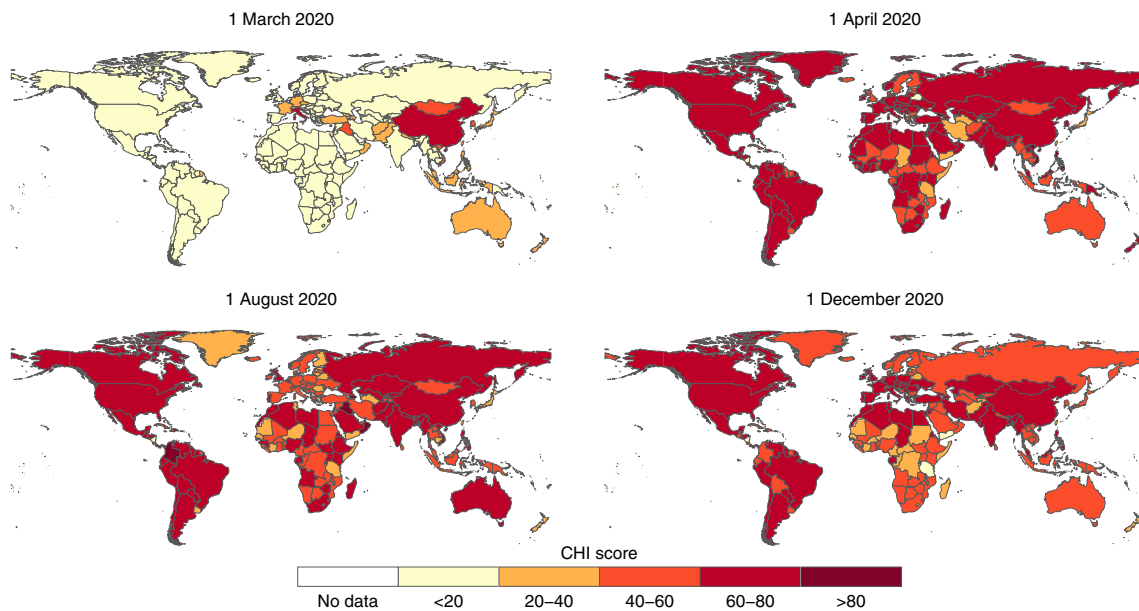 1 March 2020
1 April 2020
1 August 2020
1 December 2020
CHI score
No data <20 20–40 40–60 60–80 >80